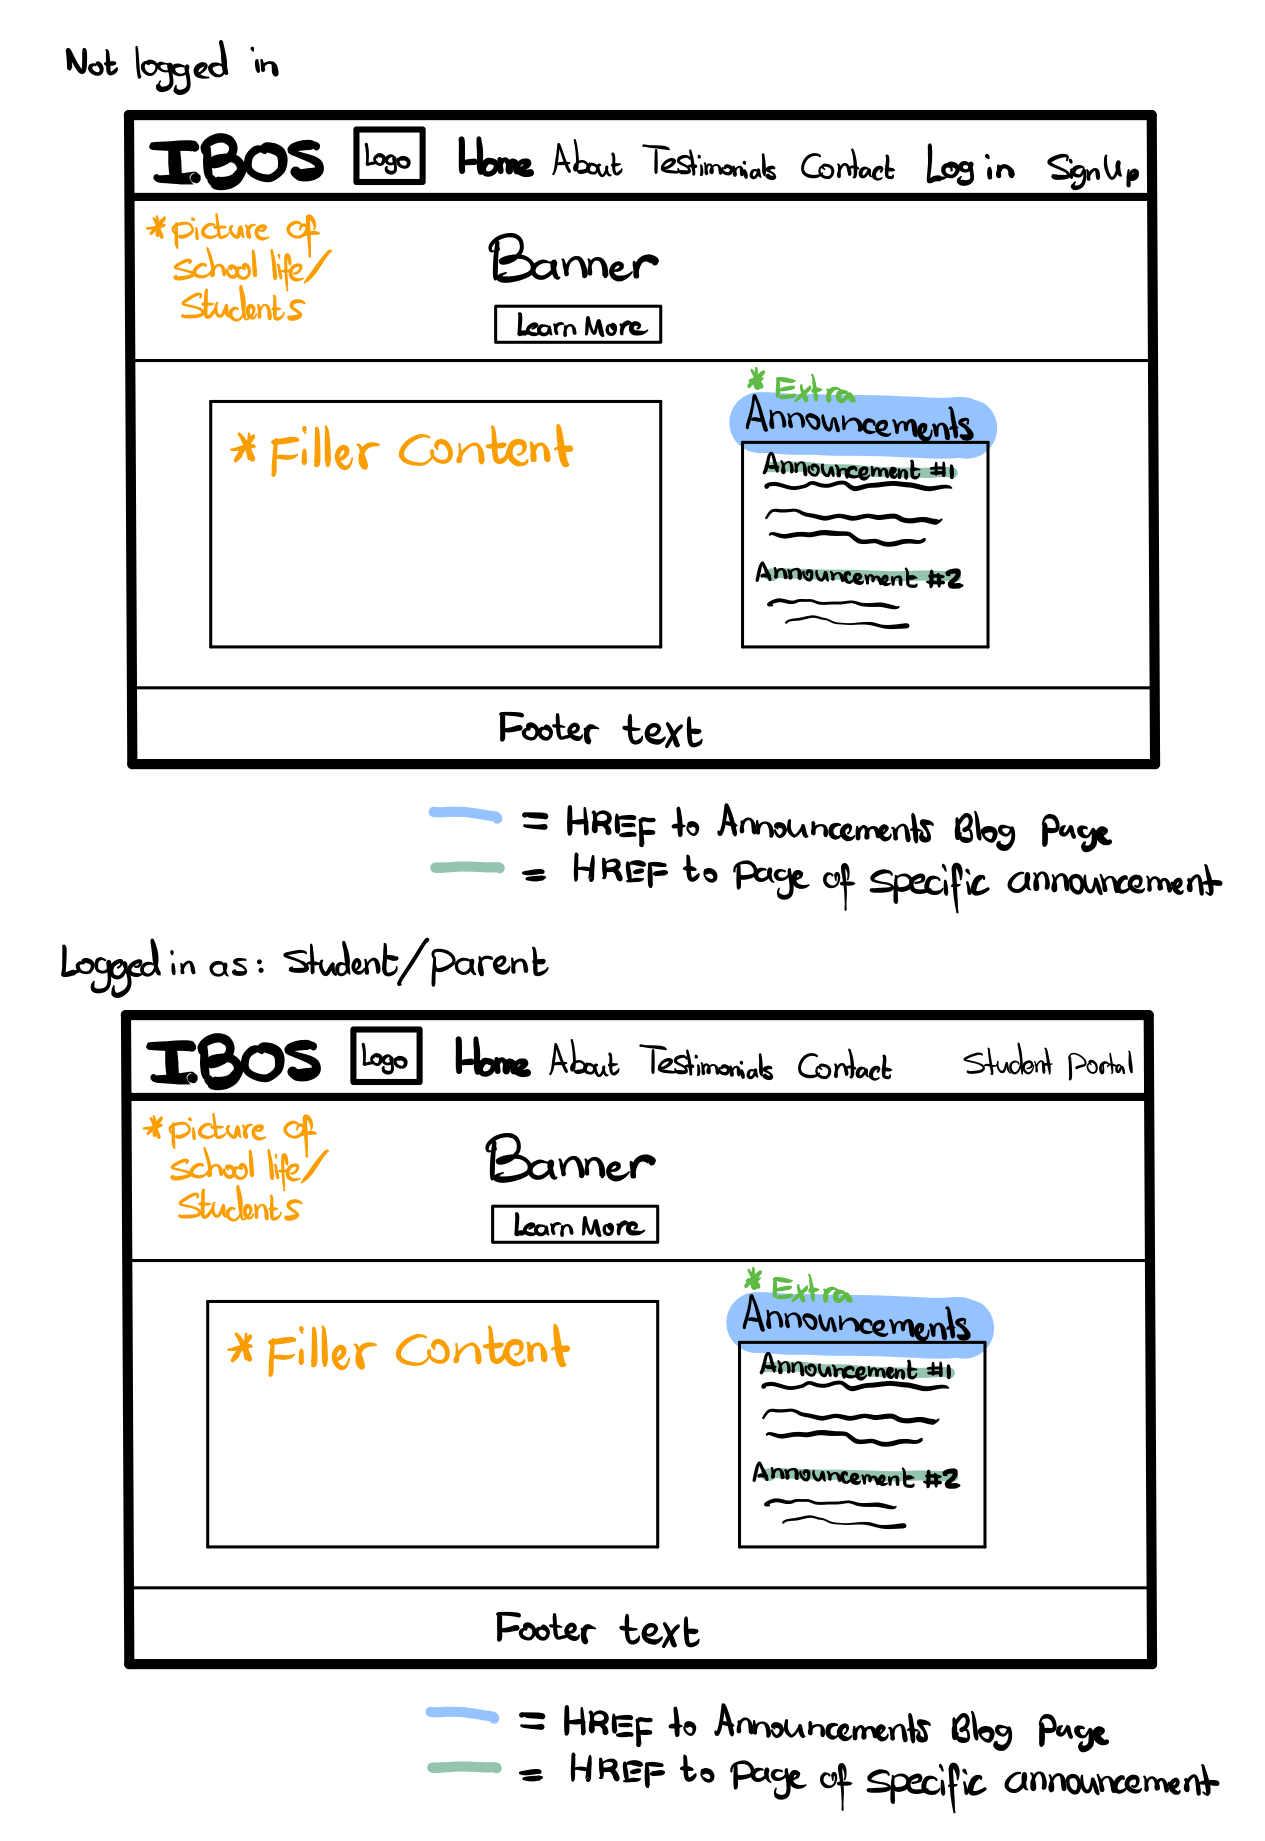 Not logged in
I.BOS Logo Home About Testimonials Contact Log in Sign Up
*picture of
school life/
Students
Banner
Learn More
*Filler Content
*Extra
Announcements
Announcement #1
Announcement #2
Footer text
= HREF to Announcements Blog Page
= HREF to Page of specific announcement
Logged in as: Student/Parent
I.BOS Logo Home About Testimonials Contact Student Portal
*picture of
school life/
Students
Banner
Learn More
*Filler Content
*Extra
Announcements
Announcement #1
Announcement #2
Footer text
= HREF to Announcements Blog Page
= HREF to Page of specific announcement